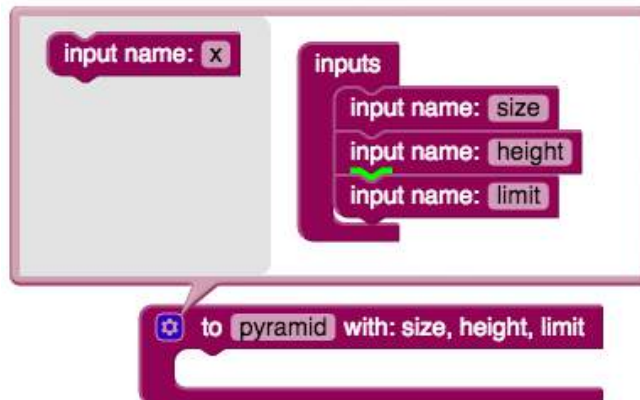 input name: x
inputs
input name: size
input name: height
input name: limit
to pyramid with: size, height, limit